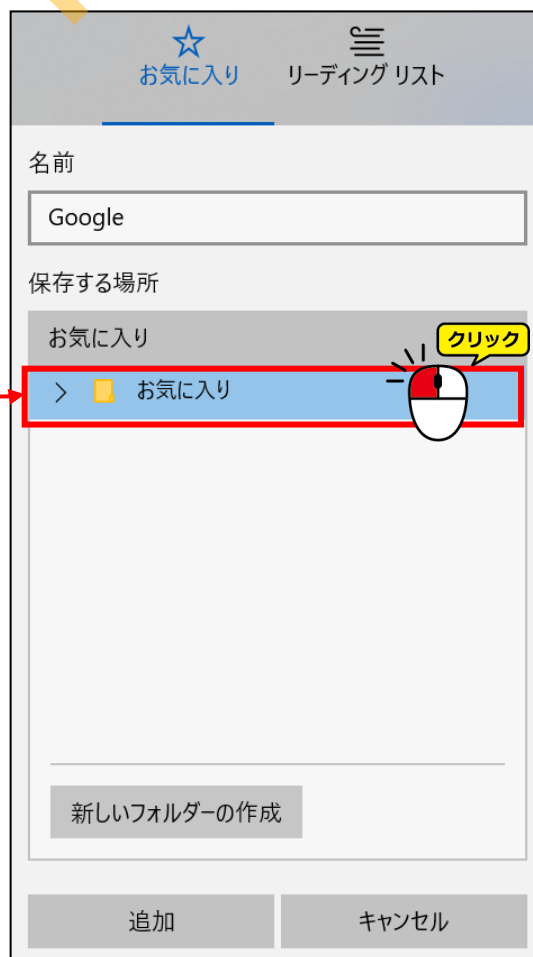 お気に入り
リーディング リスト
名前
Google
保存する場所
お気に入り
クリック
お気に入り
新しいフォルダーの作成
追加
キャンセル